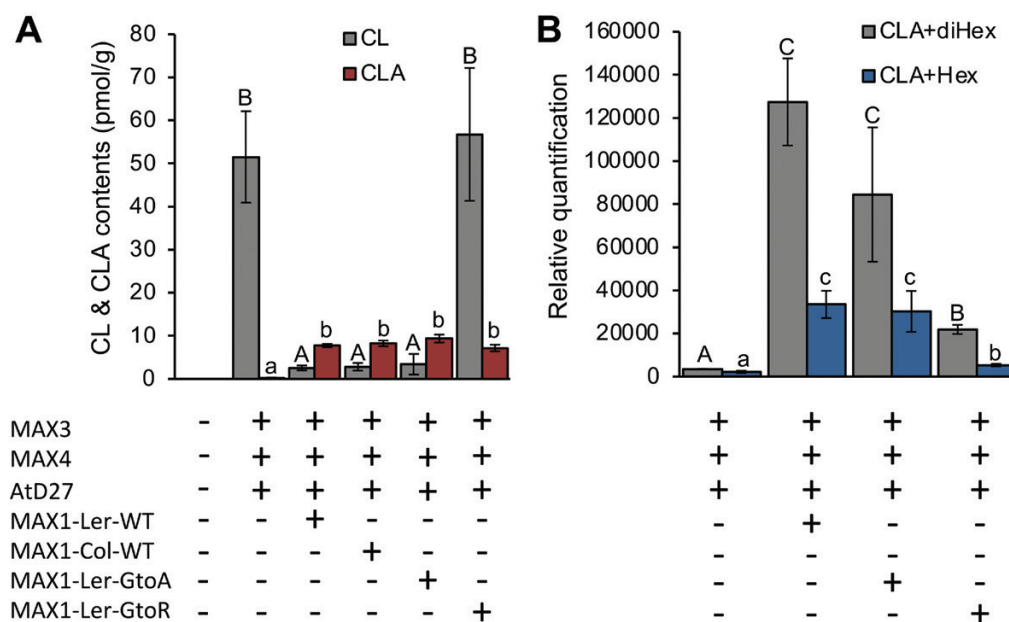 A
CL
CLA
CL & CLA contents (pmol/g)
80
70
60
50
40
30
20
10
0
B
a
A
b
A
b
A
b
B
b
B
CLA+diHex
CLA+Hex
Relative quantification
160000
140000
120000
100000
80000
60000
40000
20000
0
A
a
C
c
C
c
B
b
MAX3 - + + + + + + + + +
MAX4 - + + + + + + + + +
AtD27 - + + + + + + + + +
MAX1-Ler-WT - - + - - - - + - -
MAX1-Col-WT - - - + - - - - - -
MAX1-Ler-GtoA - - - - + - - - + -
MAX1-Ler-GtoR - - - - - + - - - +